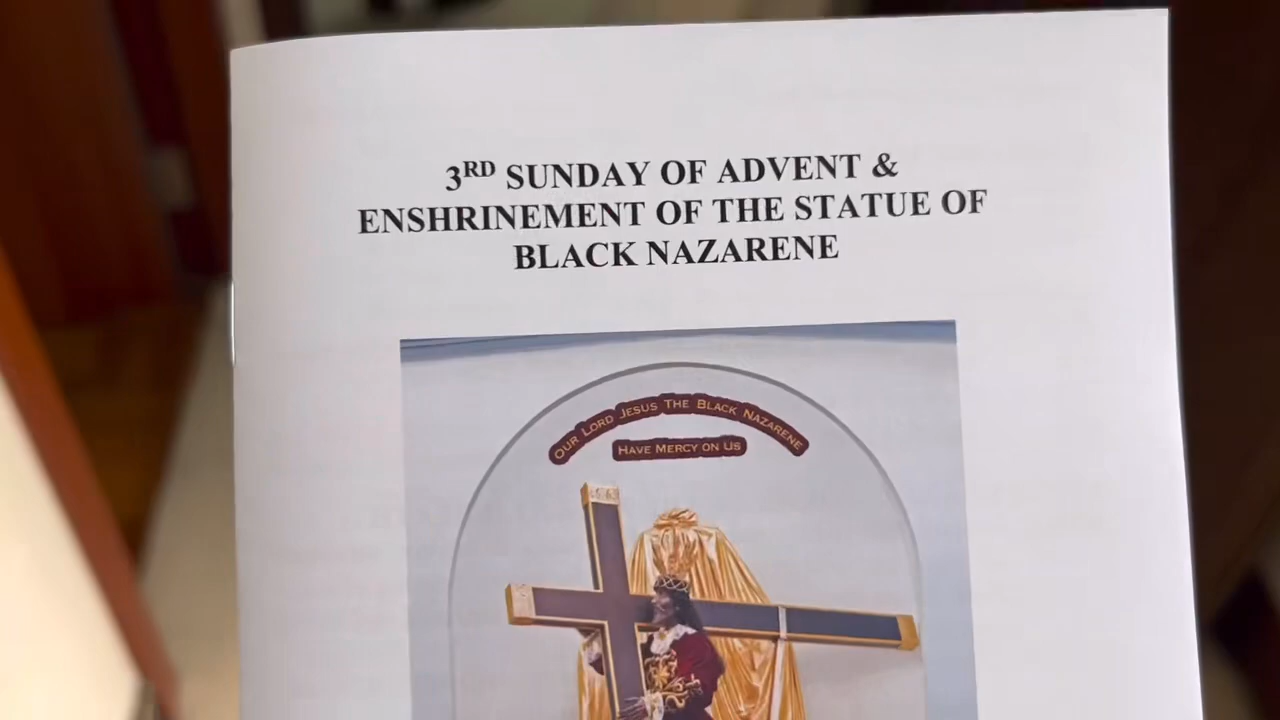 3RD SUNDAY OF ADVENT &
ENSHRINEMENT OF THE STATUE OF
BLACK NAZARENE
OUR LORD JESUS THE BLACK NAZARENE
HAVE MERCY ON US